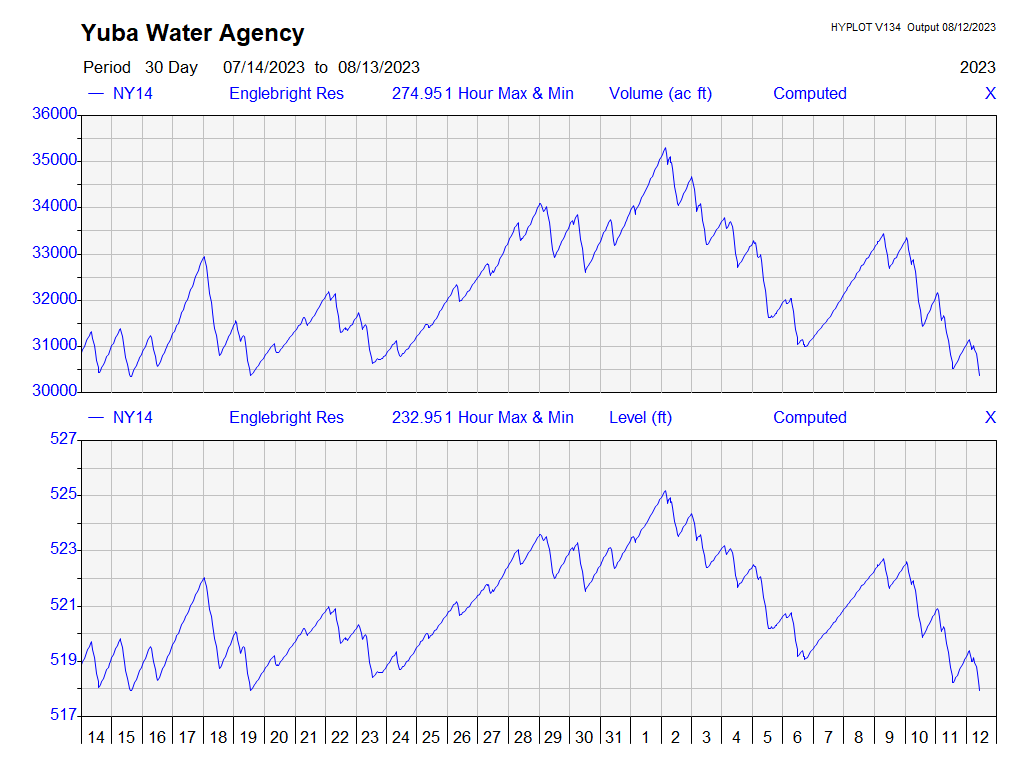 Yuba Water Agency
HYPLOT V134 Output 08/12/2023
Period 30 Day 07/14/2023 to 08/13/2023 2023
— NY14 Englebright Res 274.951 Hour Max & Min Volume (ac ft) Computed X
36000
35000
34000
33000
32000
31000
30000
— NY14 Englebright Res 232.951 Hour Max & Min Level (ft) Computed X
527
525
523
521
519
517
14 15 16 17 18 19 20 21 22 23 24 25 26 27 28 29 30 31 1 2 3 4 5 6 7 8 9 10 11 12